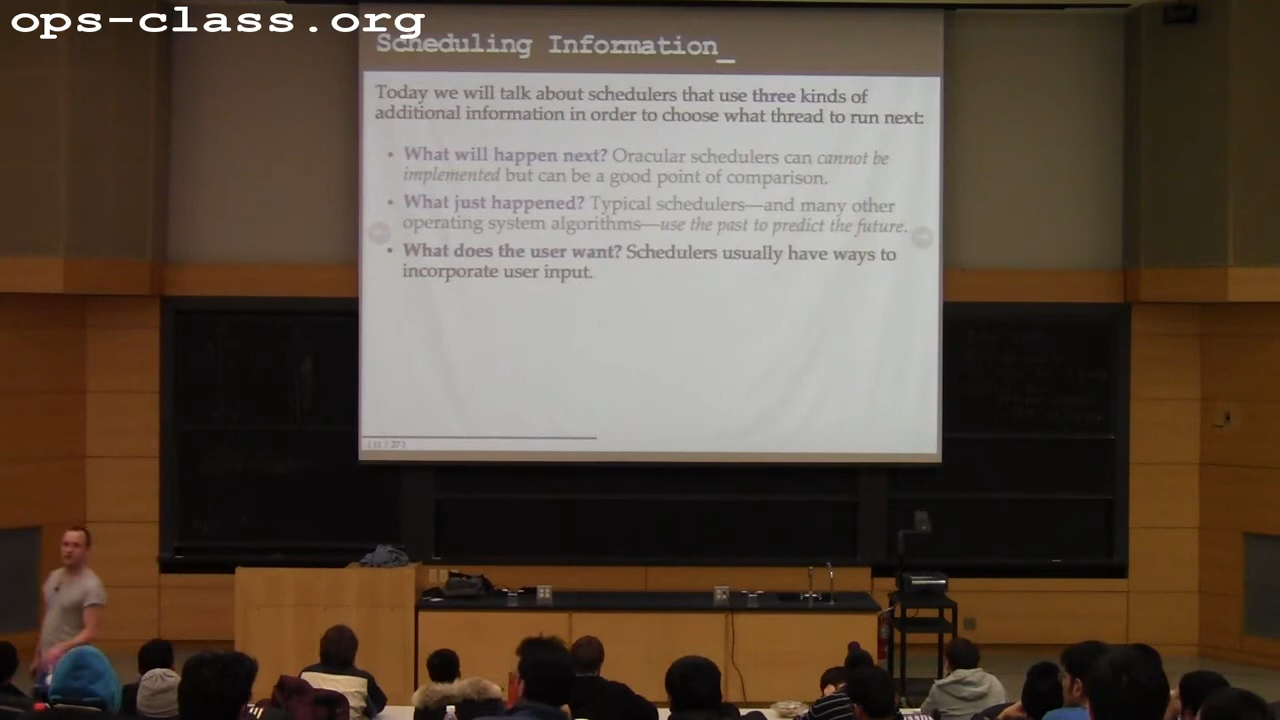 ops-class.org
Scheduling Information_
Today we will talk about schedulers that use three kinds of
additional information in order to choose what thread to run next:
• What will happen next? Oracular schedulers can cannot be
implemented but can be a good point of comparison.
• What just happened? Typical schedulers—and many other
operating system algorithms—use the past to predict the future.
• What does the user want? Schedulers usually have ways to
incorporate user input.
( 11 / 27 )